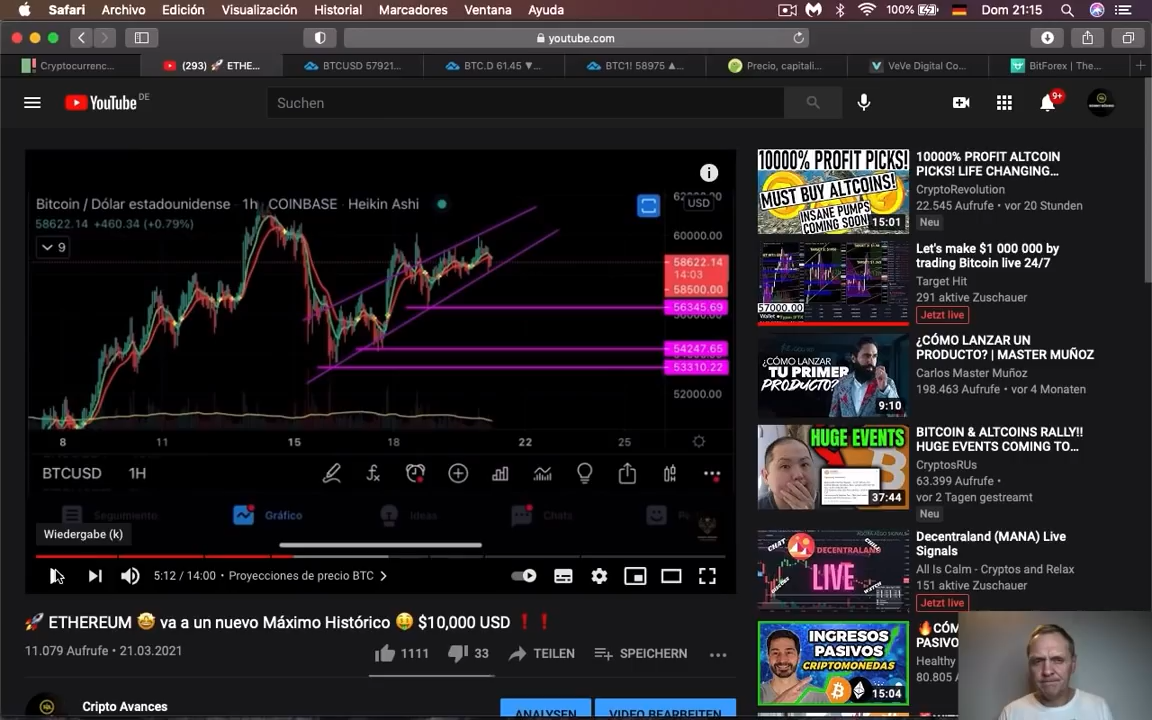 Safari Archivo Edición Visualización Historial Marcadores Ventana Ayuda 100% Dom 21:15
youtube.com
Cryptocurrenc... (293) 🚀 ETHE... BTCUSD 57921... BTC.D 61.45 ▼... BTC1! 58975 ▲... Precio, capitali... VeVe Digital Co... BitForex | The...
YouTube DE Suchen 9+
Bitcoin / Dólar estadounidense · 1h · COINBASE · Heikin Ashi
58622.14 +460.34 (+0.79%)
9
USD
60000.00
58622.14
14:03
58500.00
56345.69
54247.65
53310.22
52000.00
8 11 15 18 22 25
BTCUSD 1H
Seguimiento Gráfico Ideas Chats
Wiedergabe (k)
5:12 / 14:00 · Proyecciones de precio BTC
🚀 ETHEREUM 🤩 va a un nuevo Máximo Histórico 🤑 $10,000 USD ❗❗
11.079 Aufrufe • 21.03.2021
1111 33 TEILEN SPEICHERN
Cripto Avances
ANALYSEN VIDEO BEARBEITEN
10000% PROFIT PICKS!
MUST BUY ALTCOINS!
INSANE PUMPS
COMING SOON
15:01
10000% PROFIT ALTCOIN
PICKS! LIFE CHANGING...
CryptoRevolution
22.545 Aufrufe • vor 20 Stunden
Neu
57000.00
Let's make $1 000 000 by
trading Bitcoin live 24/7
Target Hit
291 aktive Zuschauer
Jetzt live
¿CÓMO LANZAR
TU PRIMER
PRODUCTO?
9:10
¿CÓMO LANZAR UN
PRODUCTO? | MASTER MUÑOZ
Carlos Master Muñoz
198.463 Aufrufe • vor 4 Monaten
HUGE EVENTS
37:44
BITCOIN & ALTCOINS RALLY!!
HUGE EVENTS COMING TO...
CryptosRUs
63.399 Aufrufe •
vor 2 Tagen gestreamt
Neu
CHAT
DECENTRALAND
LIVE
Decentraland (MANA) Live
Signals
All Is Calm - Cryptos and Relax
151 aktive Zuschauer
Jetzt live
INGRESOS
PASIVOS
CRIPTOMONEDAS
15:04
🔥CÓM
PASIVO
Healthy
80.805 A